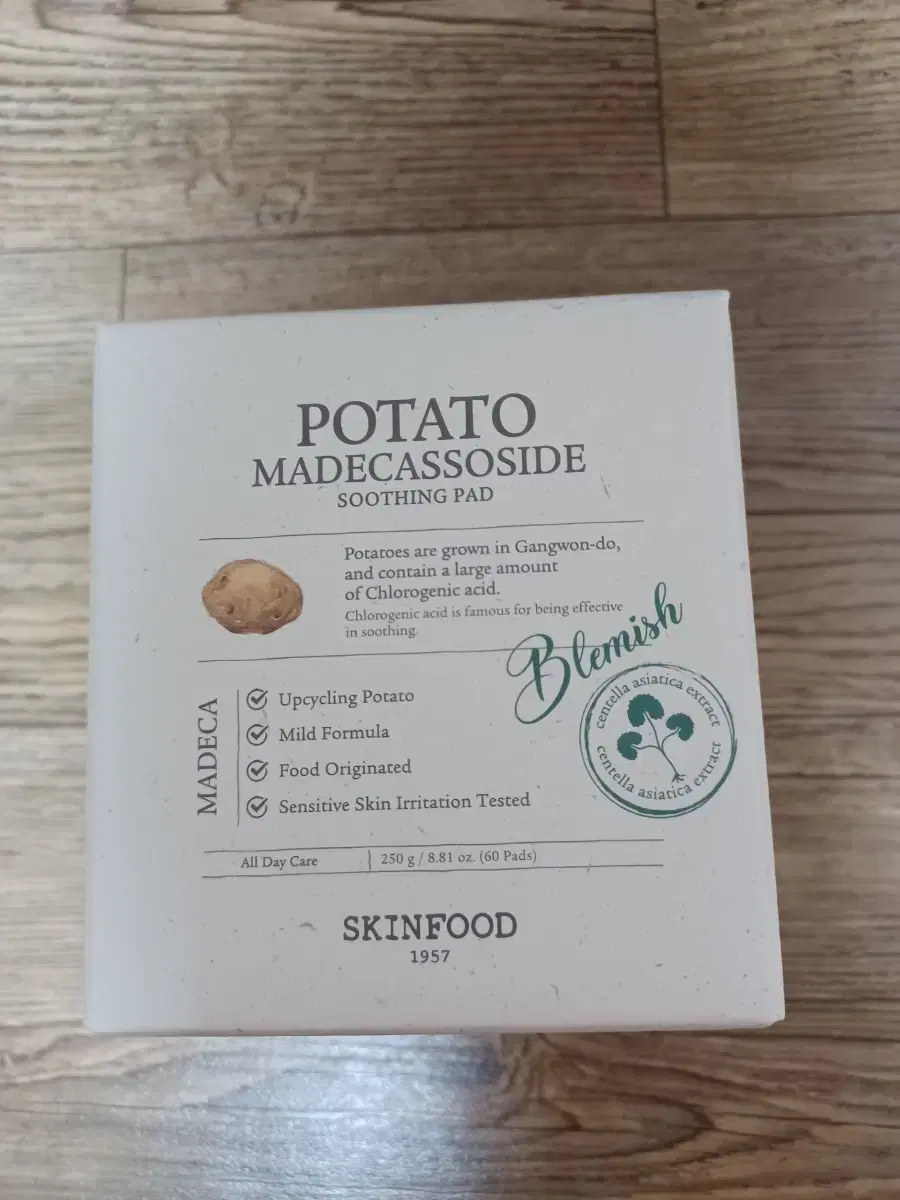 POTATO
MADECASSOSIDE
SOOTHING PAD
Potatoes are grown in Gangwon-do,
and contain a large amount
of Chlorogenic acid.
Chlorogenic acid is famous for being effective
in soothing.
Blemish
centella asiatica extract
centella asiatica extract
MADECA
Upcycling Potato
Mild Formula
Food Originated
Sensitive Skin Irritation Tested
All Day Care
250 g / 8.81 oz. (60 Pads)
SKINFOOD
1957